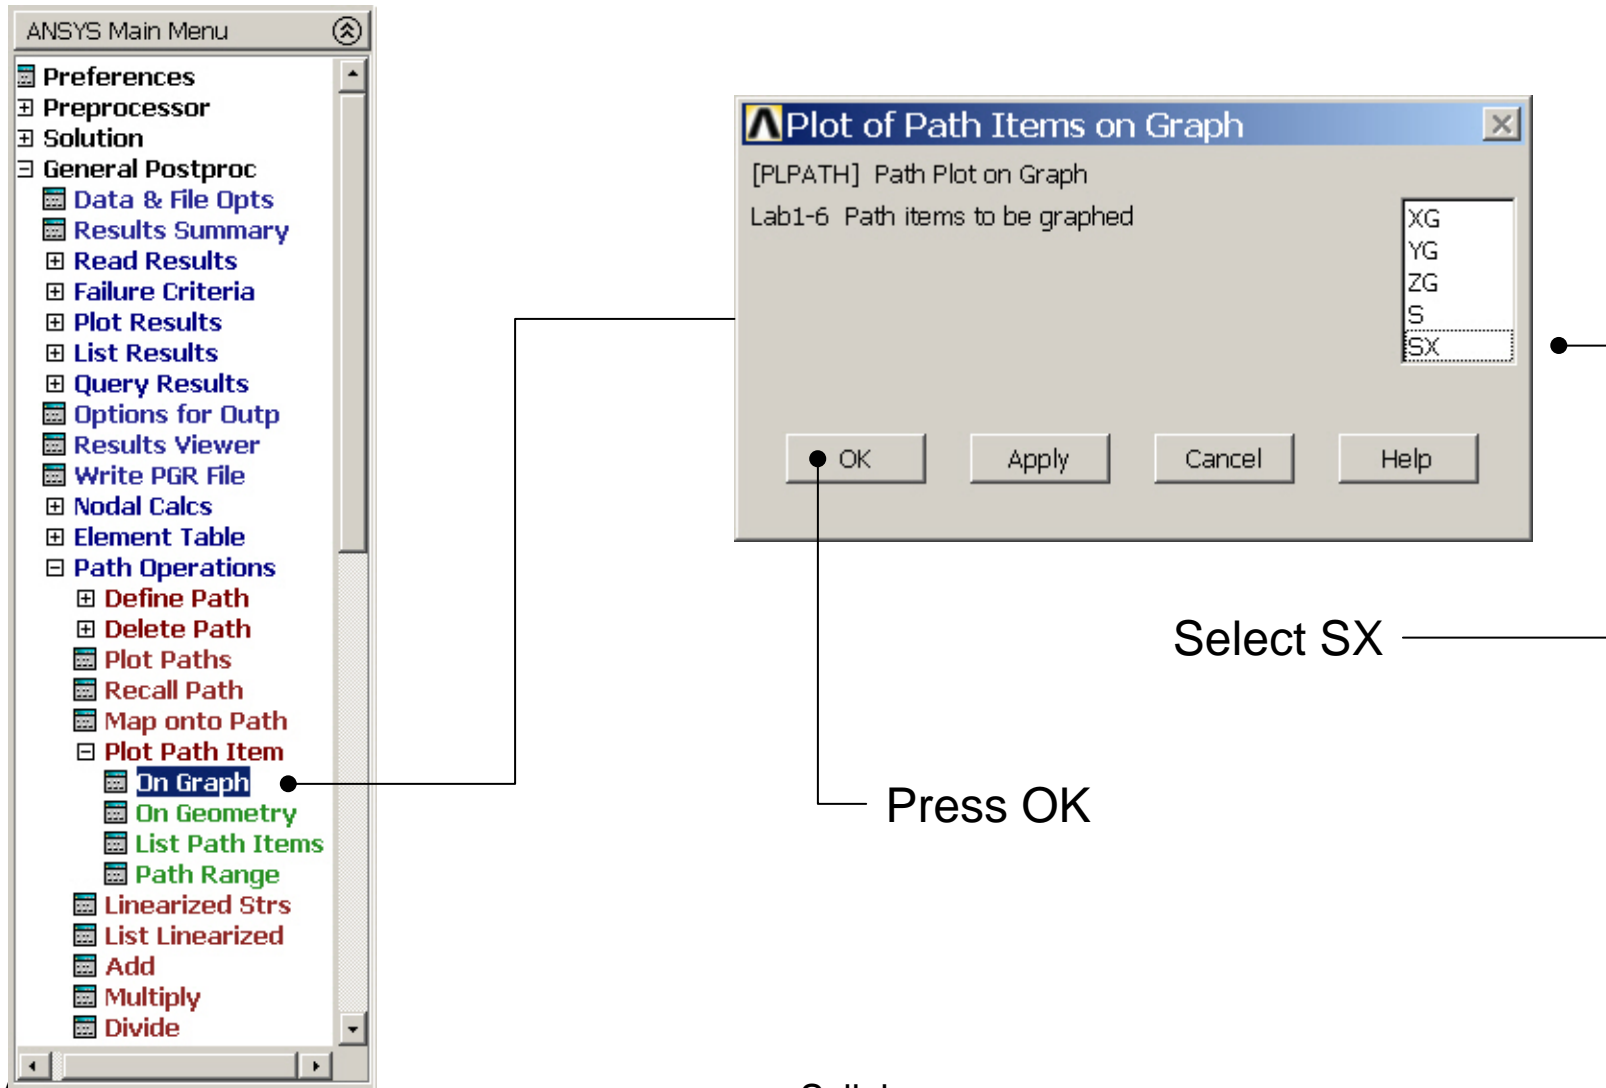 ANSYS Main Menu
Preferences
Preprocessor
Solution
General Postproc
Data & File Opts
Results Summary
Read Results
Failure Criteria
Plot Results
List Results
Query Results
Options for Outp
Results Viewer
Write PGR File
Nodal Calcs
Element Table
Path Operations
Define Path
Delete Path
Plot Paths
Recall Path
Map onto Path
Plot Path Item
On Graph
On Geometry
List Path Items
Path Range
Linearized Strs
List Linearized
Add
Multiply
Divide
Plot of Path Items on Graph
[PLPATH] Path Plot on Graph
Lab1-6 Path items to be graphed
XG
YG
ZG
S
SX
OK Apply Cancel Help
Select SX
Press OK